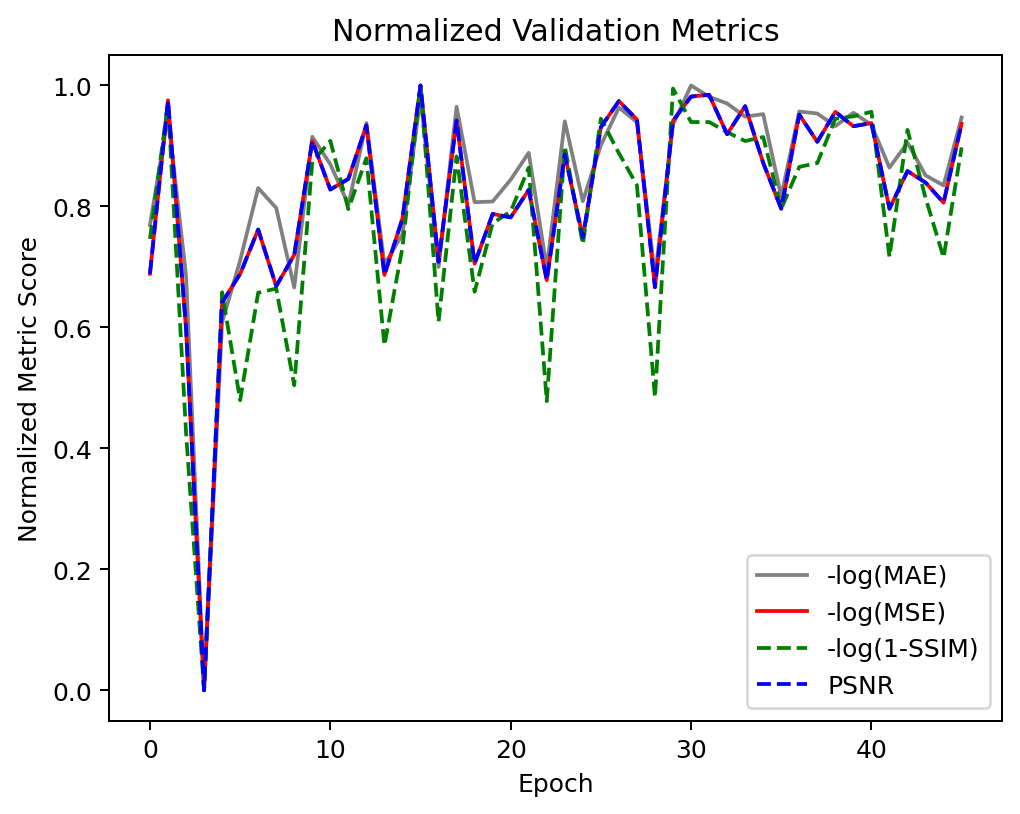 Normalized Validation Metrics
Normalized Metric Score
1.0
0.8
0.6
0.4
0.2
0.0
-log(MAE)
-log(MSE)
-log(1-SSIM)
PSNR
0 10 20 30 40
Epoch